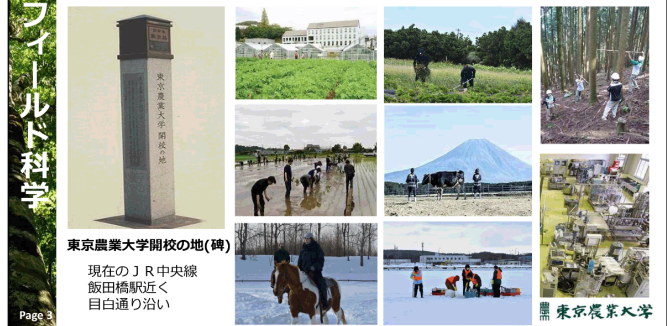 フィールド科学
東京農業大学開校の地
東京農業大学開校の地(碑)
現在のＪＲ中央線
飯田橋駅近く
目白通り沿い
Page 3
東京農業大学